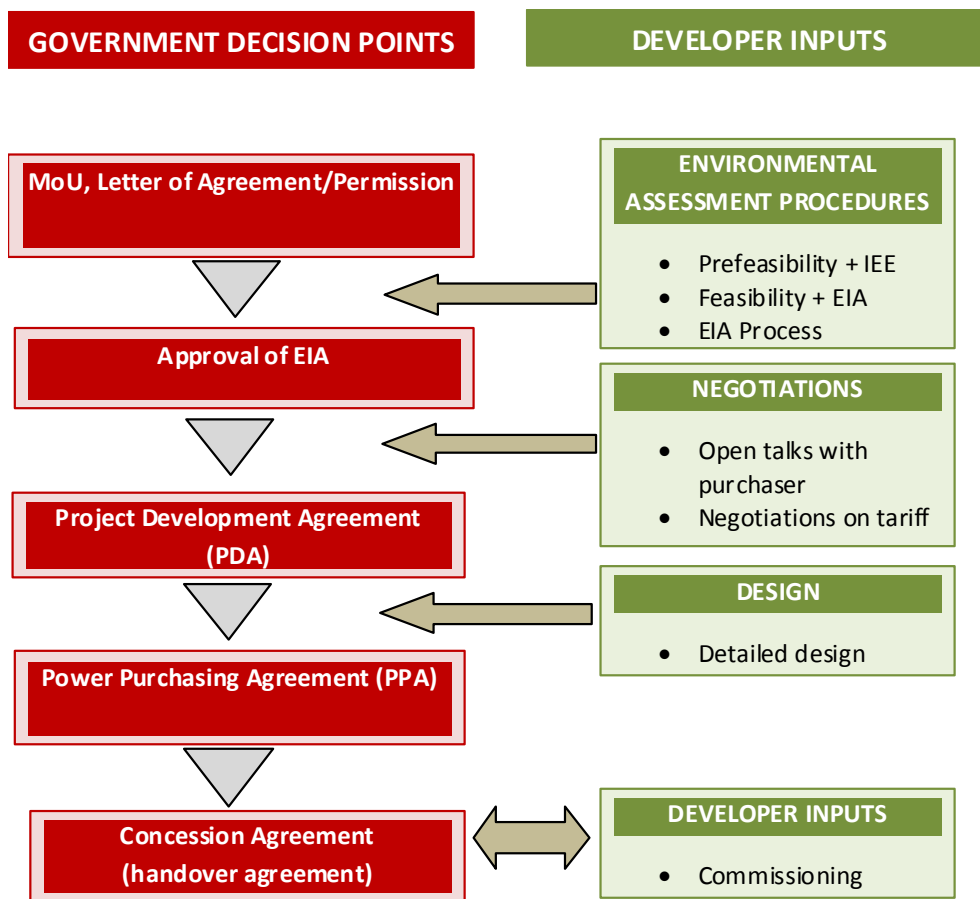 GOVERNMENT DECISION POINTS
DEVELOPER INPUTS
MoU, Letter of Agreement/Permission
Approval of EIA
Project Development Agreement
(PDA)
Power Purchasing Agreement (PPA)
Concession Agreement
(handover agreement)
ENVIRONMENTAL
ASSESSMENT PROCEDURES
• Prefeasibility + IEE
• Feasibility + EIA
• EIA Process
NEGOTIATIONS
• Open talks with
purchaser
• Negotiations on tariff
DESIGN
• Detailed design
DEVELOPER INPUTS
• Commissioning